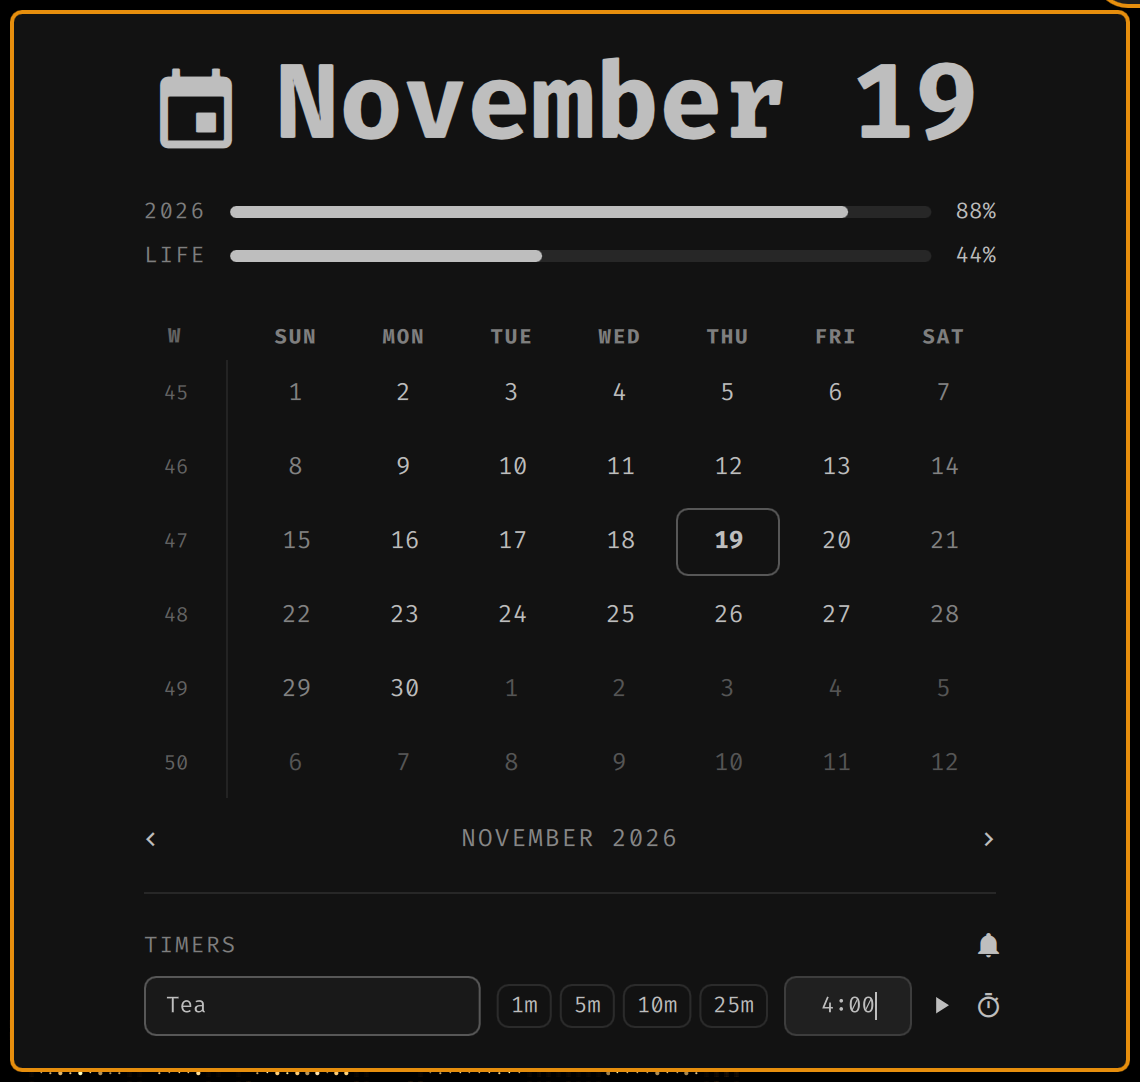 November 19
2026 88%
LIFE 44%
W SUN MON TUE WED THU FRI SAT
45 1 2 3 4 5 6 7
46 8 9 10 11 12 13 14
47 15 16 17 18 19 20 21
48 22 23 24 25 26 27 28
49 29 30 1 2 3 4 5
50 6 7 8 9 10 11 12
‹ NOVEMBER 2026 ›
TIMERS
Tea 1m 5m 10m 25m 4:00